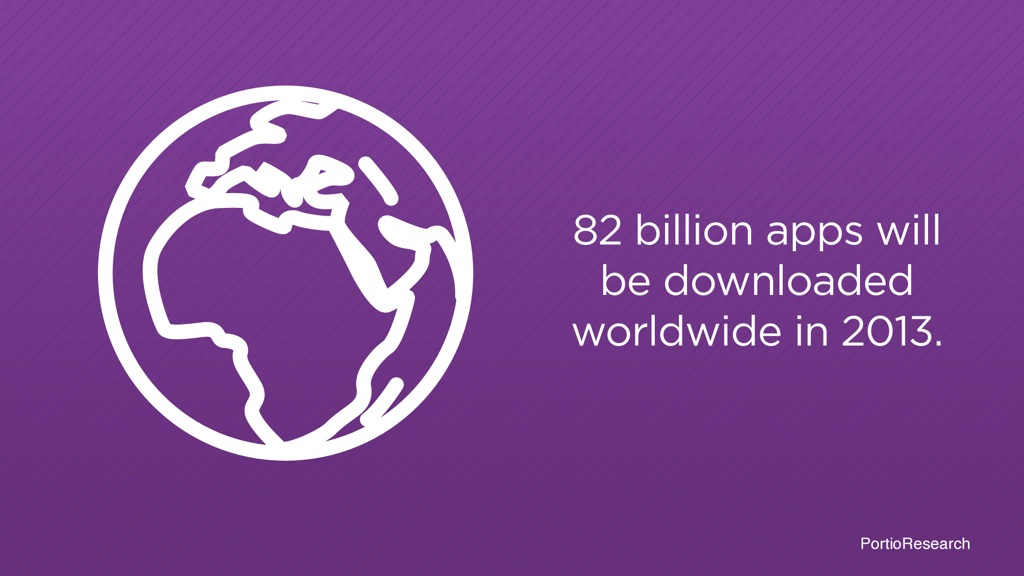 82 billion apps will
be downloaded
worldwide in 2013.
PortioResearch